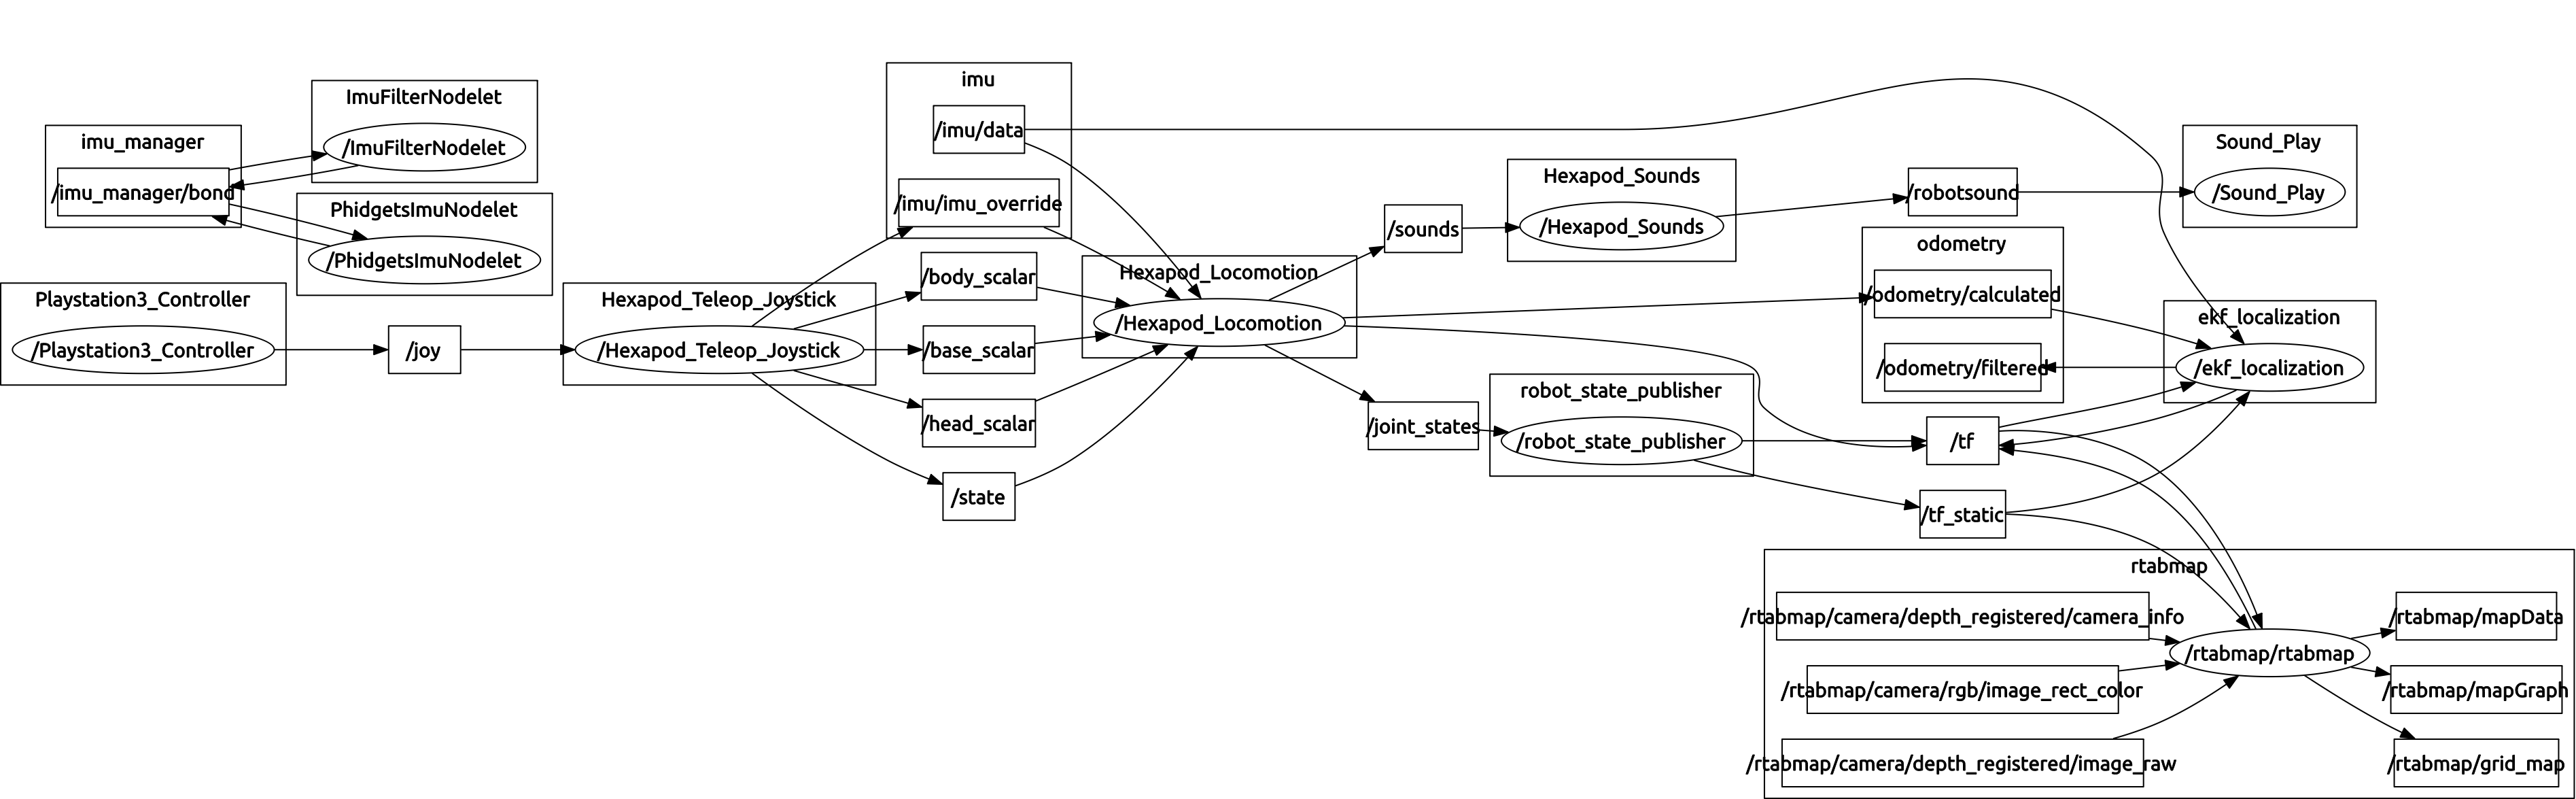 imu_manager
/imu_manager/bond
ImuFilterNodelet
/ImuFilterNodelet
PhidgetsImuNodelet
/PhidgetsImuNodelet
Playstation3_Controller
/Playstation3_Controller
/joy
Hexapod_Teleop_Joystick
/Hexapod_Teleop_Joystick
imu
/imu/data
/imu/imu_override
/body_scalar
/base_scalar
/head_scalar
/state
Hexapod_Locomotion
/Hexapod_Locomotion
/sounds
/joint_states
Hexapod_Sounds
/Hexapod_Sounds
robot_state_publisher
/robot_state_publisher
/robotsound
odometry
/odometry/calculated
/odometry/filtered
/tf
/tf_static
Sound_Play
/Sound_Play
ekf_localization
/ekf_localization
rtabmap
/rtabmap/camera/depth_registered/camera_info
/rtabmap/camera/rgb/image_rect_color
/rtabmap/camera/depth_registered/image_raw
/rtabmap/rtabmap
/rtabmap/mapData
/rtabmap/mapGraph
/rtabmap/grid_map